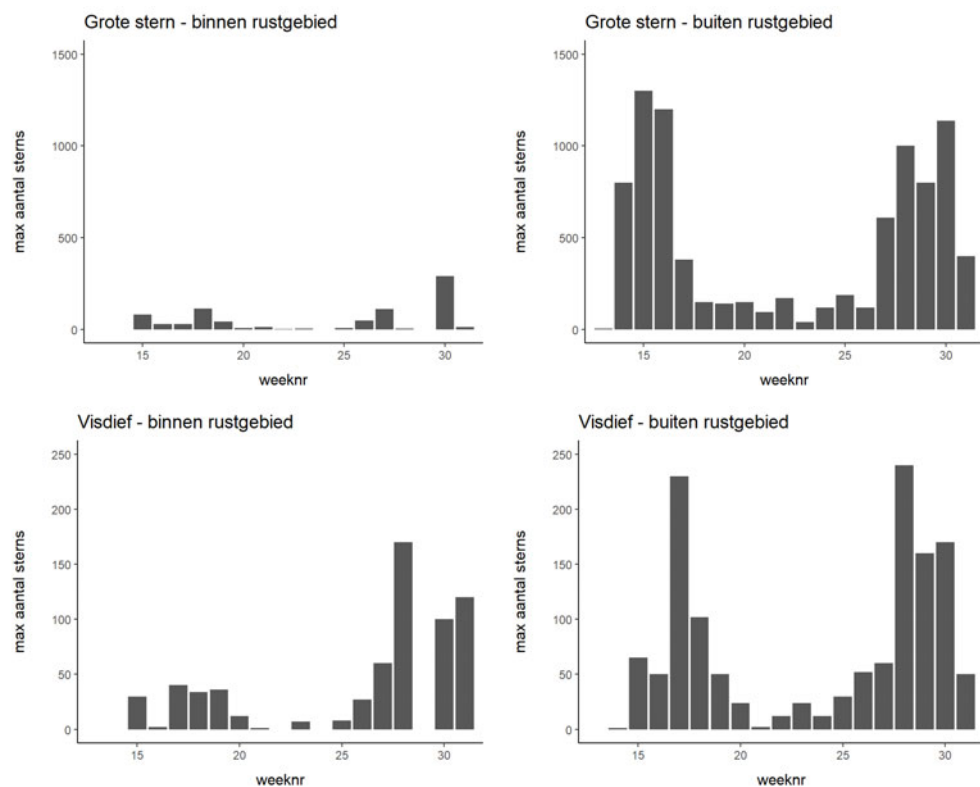 Grote stern - binnen rustgebied
1500
1000
500
0
max aantal sterns
15 20 25 30
weeknr
Grote stern - buiten rustgebied
1500
1000
500
0
max aantal sterns
15 20 25 30
weeknr
Visdief - binnen rustgebied
250
200
150
100
50
0
max aantal sterns
15 20 25 30
weeknr
Visdief - buiten rustgebied
250
200
150
100
50
0
max aantal sterns
15 20 25 30
weeknr